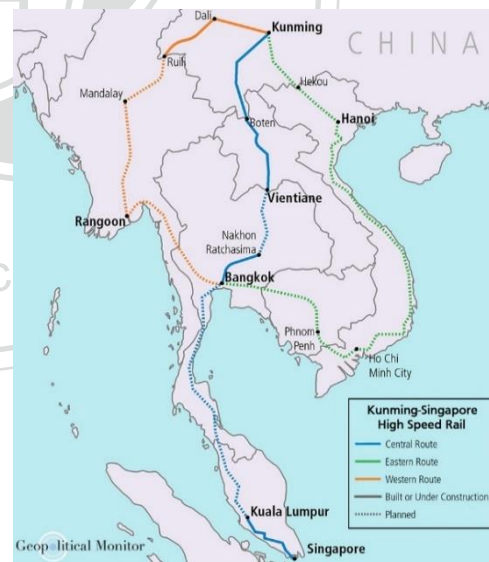 Dali
Kunming
CHINA
Ruili
Hekou
Mandalay
Boten
Hanoi
Vientiane
Rangoon
Nakhon
Ratchasima
Bangkok
Phnom
Penh
Ho Chi
Minh City
Kunming-Singapore
High Speed Rail
Central Route
Eastern Route
Western Route
Built or Under Construction
Planned
Kuala Lumpur
Geopolitical Monitor
Singapore